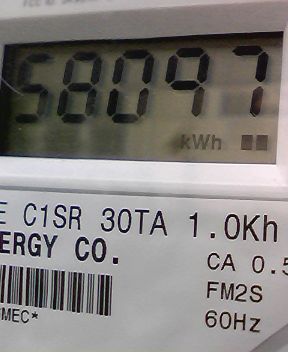 58097
kWh
E C1SR 30TA 1.0Kh
ERGY CO.
CA 0.5
FM2S
MEC*
60Hz